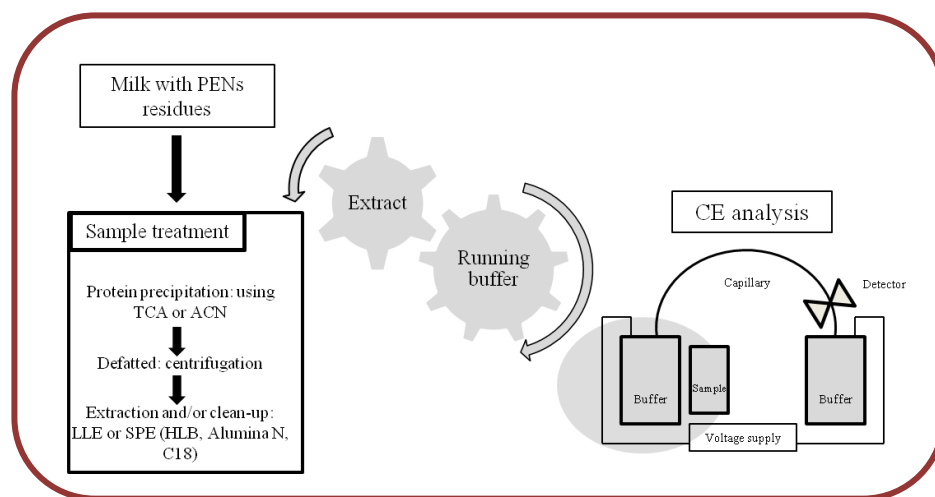 Milk with PENs
residues
Sample treatment
Protein precipitation: using
TCA or ACN
Defatted: centrifugation
Extraction and/or clean-up:
LLE or SPE (HLB, Alumina N,
C18)
Extract
Running
buffer
CE analysis
Capillary
Detector
Buffer
Sample
Buffer
Voltage supply